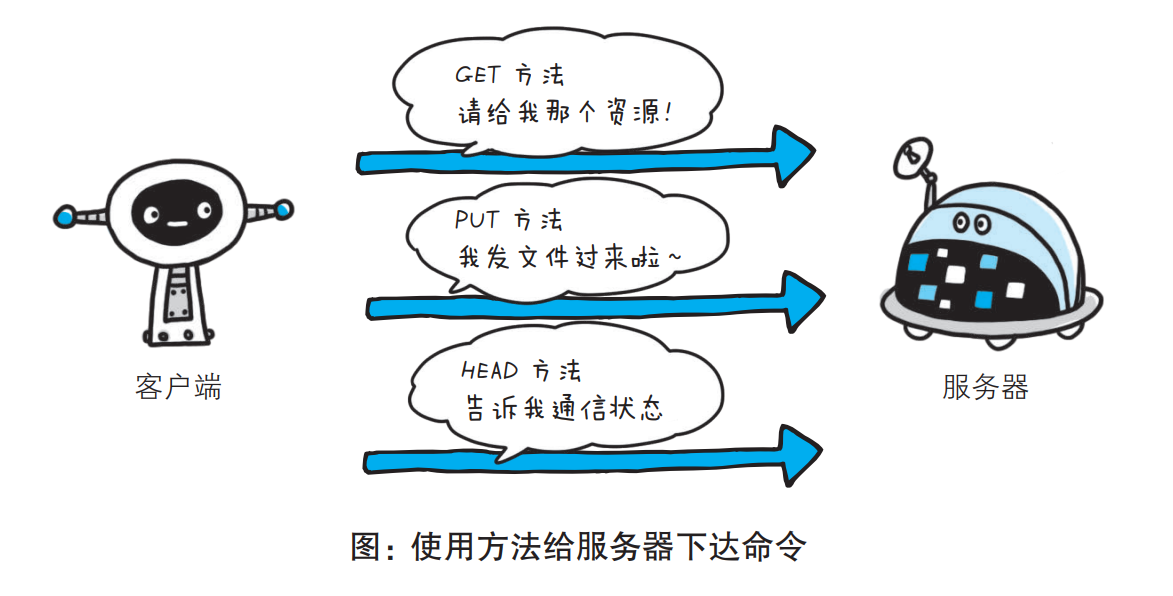 GET 方法
请给我那个资源!
PUT 方法
我发文件过来啦~
HEAD 方法
告诉我通信状态
客户端
服务器
图：使用方法给服务器下达命令